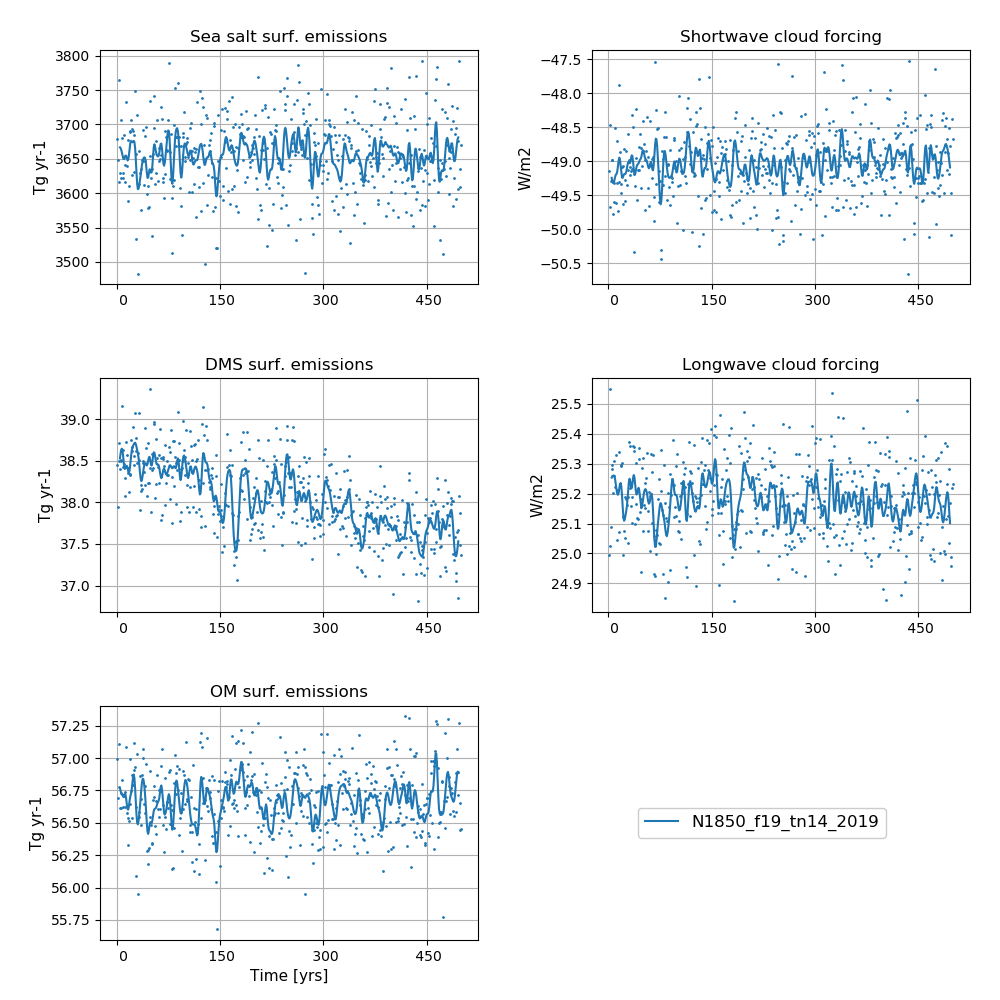 Sea salt surf. emissions
3800
3750
3700
3650
3600
3550
3500
Tg yr-1
0 150 300 450
Shortwave cloud forcing
−47.5
−48.0
−48.5
−49.0
−49.5
−50.0
−50.5
W/m2
0 150 300 450
DMS surf. emissions
39.0
38.5
38.0
37.5
37.0
Tg yr-1
0 150 300 450
Longwave cloud forcing
25.5
25.4
25.3
25.2
25.1
25.0
24.9
W/m2
0 150 300 450
OM surf. emissions
57.25
57.00
56.75
56.50
56.25
56.00
55.75
Tg yr-1
0 150 300 450
Time [yrs]
N1850_f19_tn14_2019